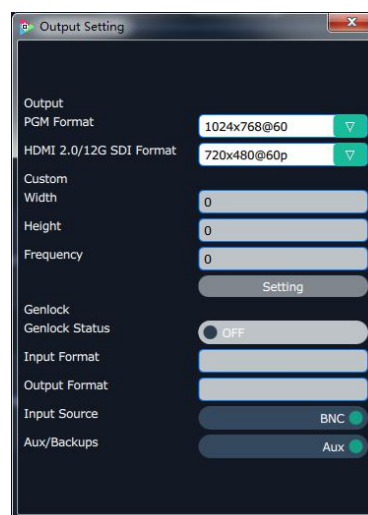 Output Setting
Output
PGM Format 1024x768@60
HDMI 2.0/12G SDI Format 720x480@60p
Custom
Width 0
Height 0
Frequency 0
Setting
Genlock
Genlock Status OFF
Input Format
Output Format
Input Source BNC
Aux/Backups Aux